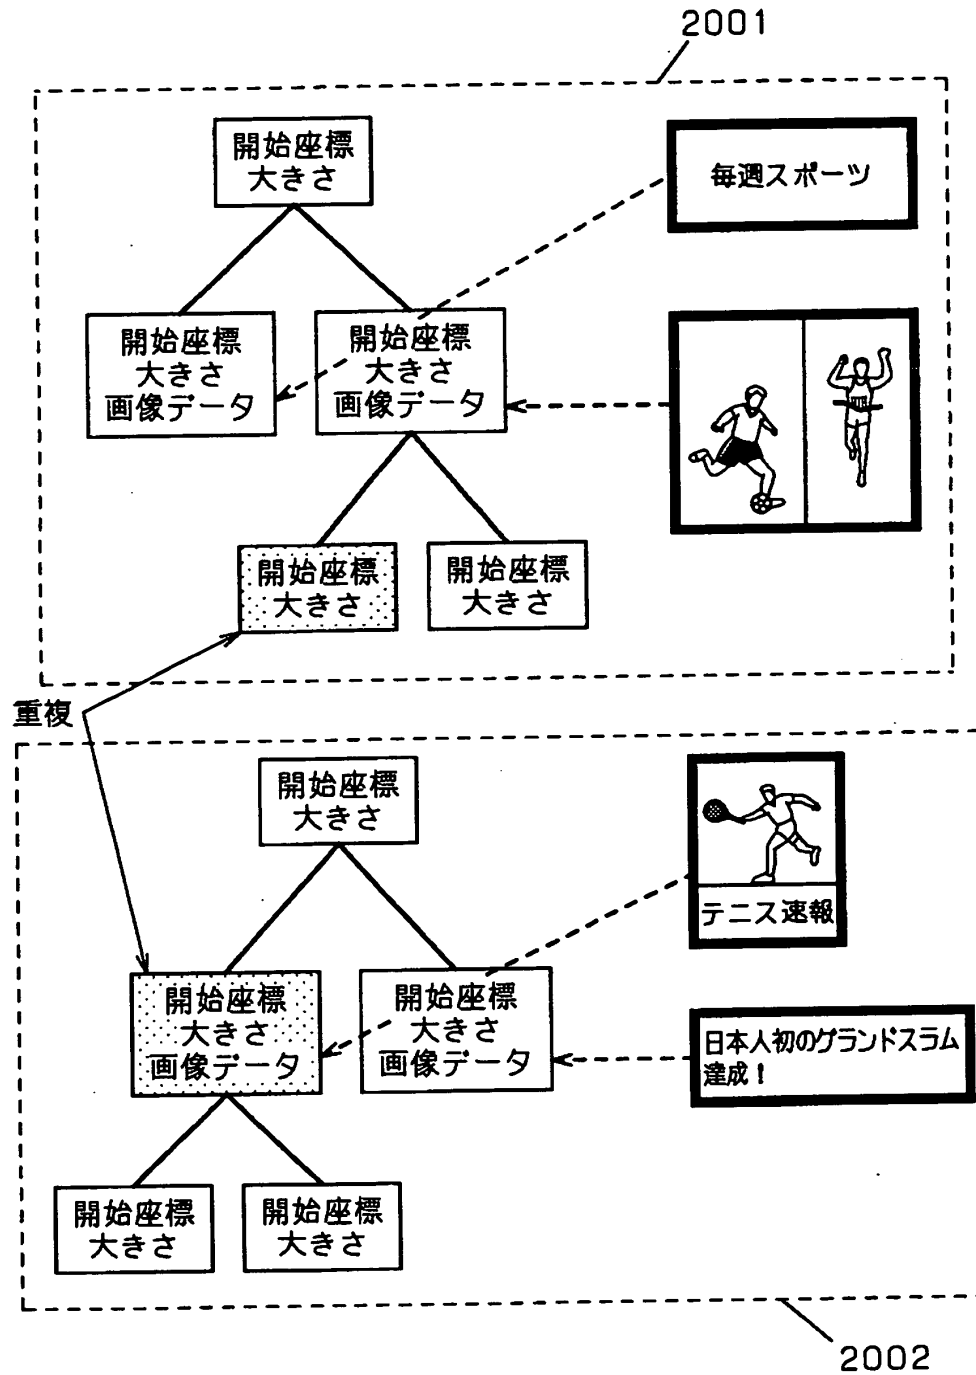 2001
開始座標
大きさ
毎週スポーツ
開始座標
大きさ
画像データ
開始座標
大きさ
画像データ
開始座標
大きさ
開始座標
大きさ
重複
開始座標
大きさ
テニス速報
開始座標
大きさ
画像データ
開始座標
大きさ
画像データ
日本人初のグランドスラム
達成!
開始座標
大きさ
開始座標
大きさ
2002